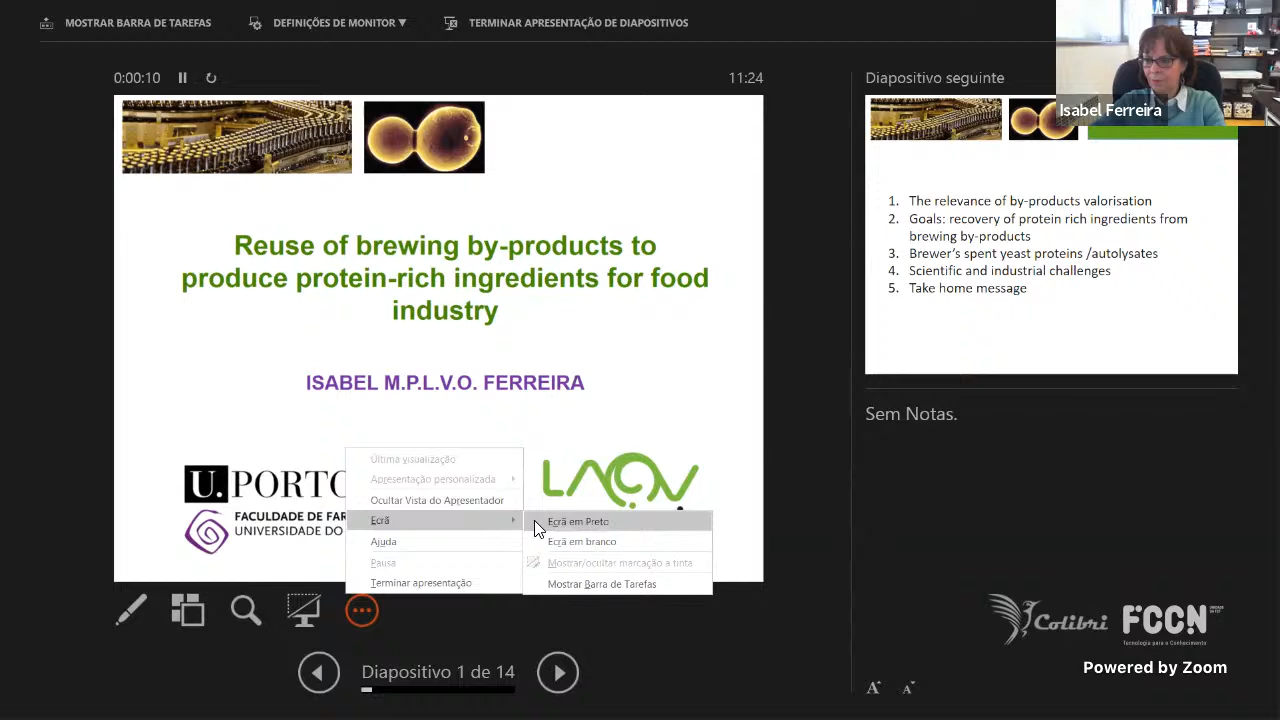 MOSTRAR BARRA DE TAREFAS
DEFINIÇÕES DE MONITOR ▼
TERMINAR APRESENTAÇÃO DE DIAPOSITIVOS
Isabel Ferreira
0:00:10
11:24
Reuse of brewing by-products to
produce protein-rich ingredients for food
industry
ISABEL M.P.L.V.O. FERREIRA
U.PORTO
FACULDADE DE FAR
UNIVERSIDADE DO
LAQV
Última visualização
Apresentação personalizada
Ocultar Vista do Apresentador
Ecrã
Ajuda
Pausa
Terminar apresentação
Ecrã em Preto
Ecrã em branco
Mostrar/ocultar marcação a tinta
Mostrar Barra de Tarefas
Diapositivo 1 de 14
Diapositivo seguinte
1. The relevance of by-products valorisation
2. Goals: recovery of protein rich ingredients from
brewing by-products
3. Brewer's spent yeast proteins /autolysates
4. Scientific and industrial challenges
5. Take home message
Sem Notas.
Colibri
FCCN
Tecnologia para o Conhecimento
Powered by Zoom
A A